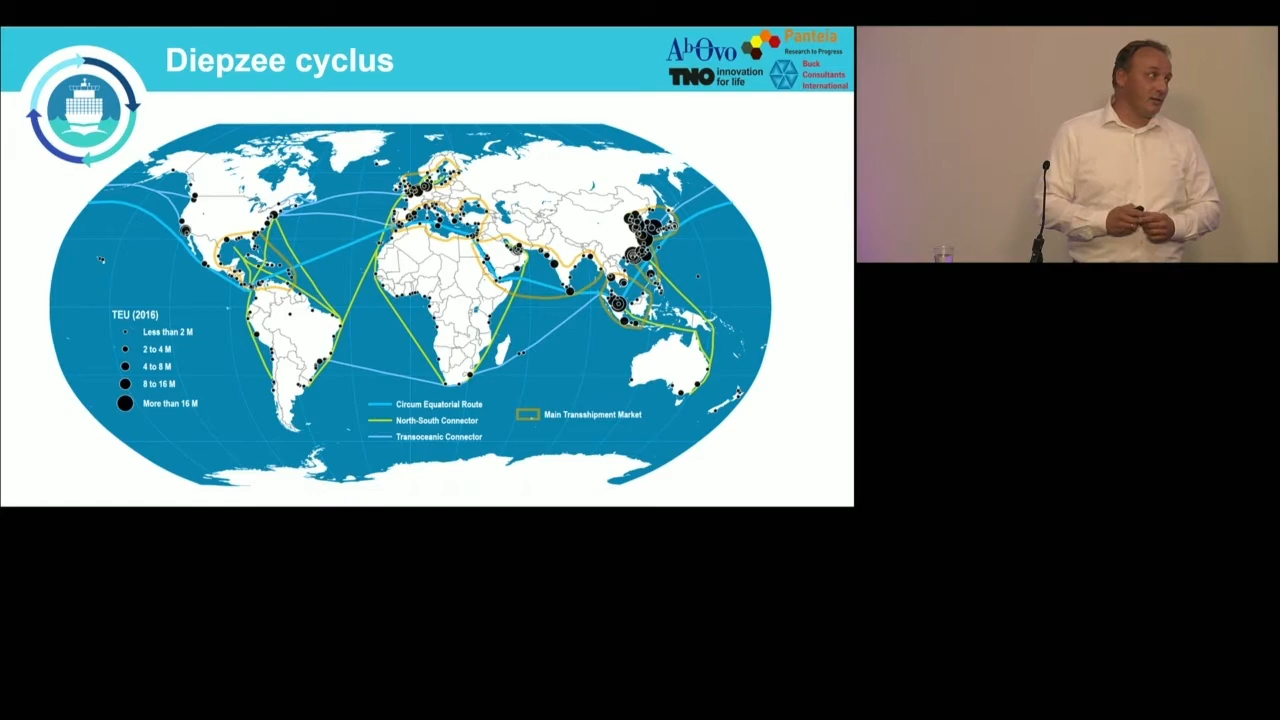 Diepzee cyclus
AbOvo
Panteia
Research to Progress
TNO innovation
for life
Buck
Consultants
International
TEU (2016)
Less than 2 M
2 to 4 M
4 to 8 M
8 to 16 M
More than 16 M
Circum Equatorial Route
North-South Connector
Transoceanic Connector
Main Transshipment Market